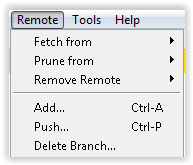 Remote Tools Help
Fetch from
Prune from
Remove Remote
Add... Ctrl-A
Push... Ctrl-P
Delete Branch...